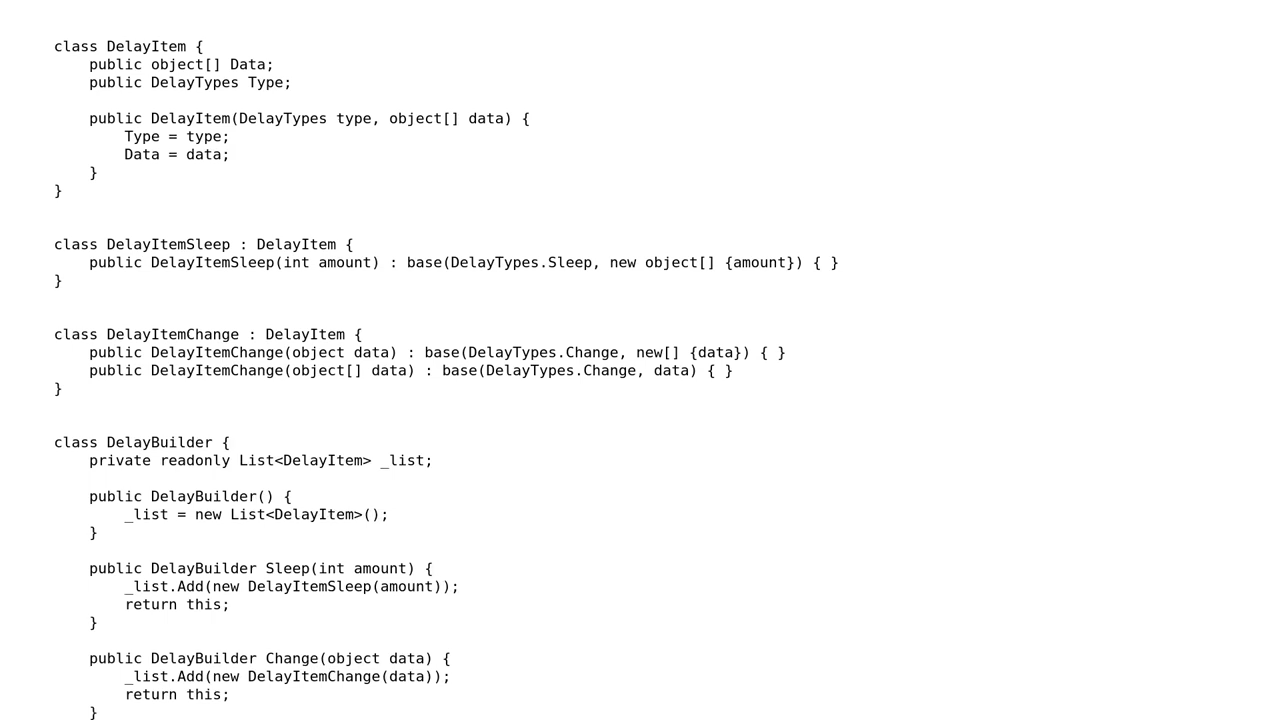 class DelayItem {
    public object[] Data;
    public DelayTypes Type;

    public DelayItem(DelayTypes type, object[] data) {
        Type = type;
        Data = data;
    }
}


class DelayItemSleep : DelayItem {
    public DelayItemSleep(int amount) : base(DelayTypes.Sleep, new object[] {amount}) { }
}


class DelayItemChange : DelayItem {
    public DelayItemChange(object data) : base(DelayTypes.Change, new[] {data}) { }
    public DelayItemChange(object[] data) : base(DelayTypes.Change, data) { }
}


class DelayBuilder {
    private readonly List<DelayItem> _list;

    public DelayBuilder() {
        _list = new List<DelayItem>();
    }

    public DelayBuilder Sleep(int amount) {
        _list.Add(new DelayItemSleep(amount));
        return this;
    }

    public DelayBuilder Change(object data) {
        _list.Add(new DelayItemChange(data));
        return this;
    }